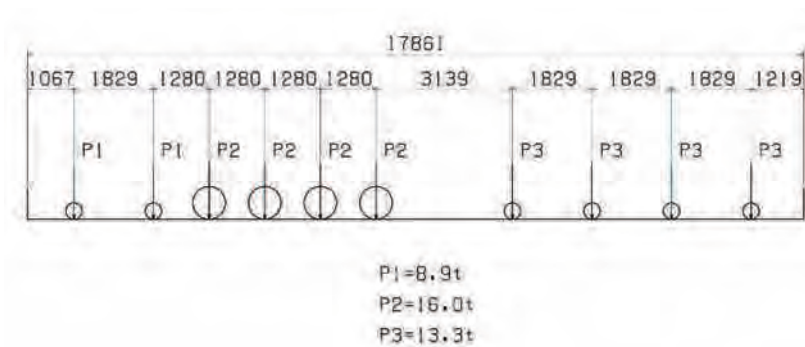 17861
1067 1829 1280 1280 1280 1280 3139 1829 1829 1829 1219
P1 P1 P2 P2 P2 P2 P3 P3 P3 P3
P1=8.9t
P2=16.0t
P3=13.3t